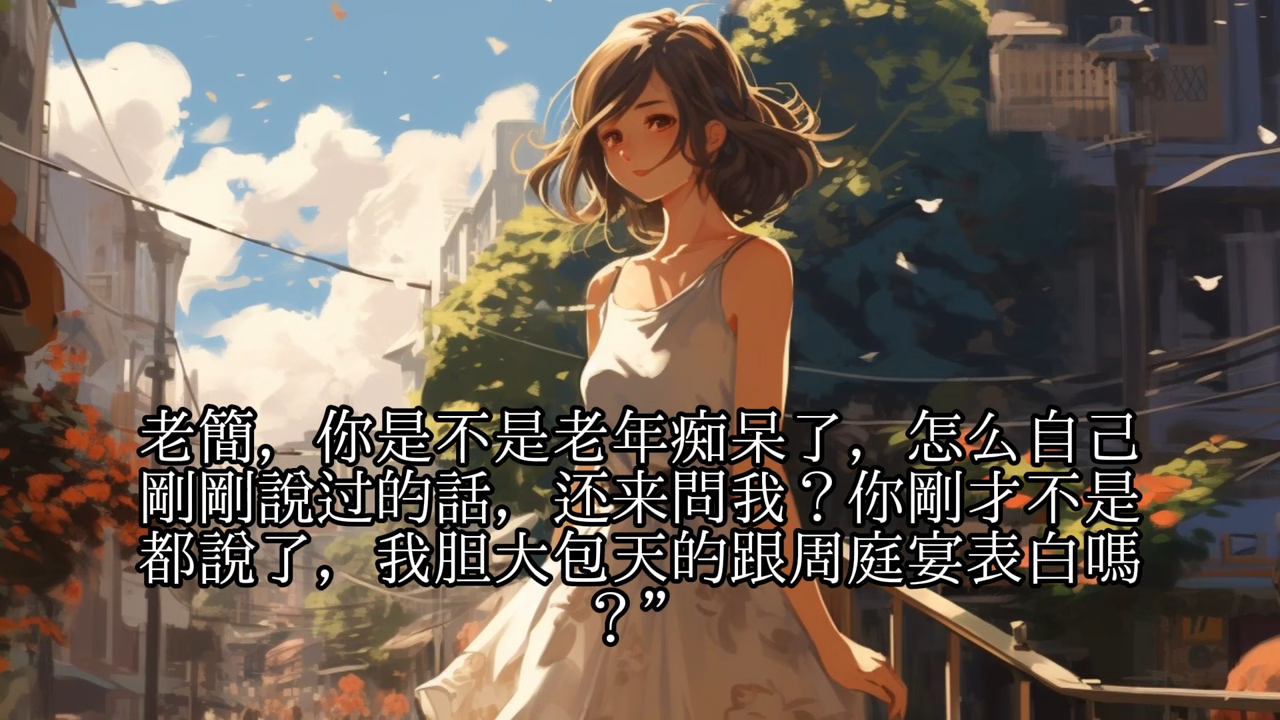 老簡，你是不是老年痴呆了，怎么自己
剛剛說过的話，还来問我？你剛才不是
都說了，我胆大包天的跟周庭宴表白嗎
？”